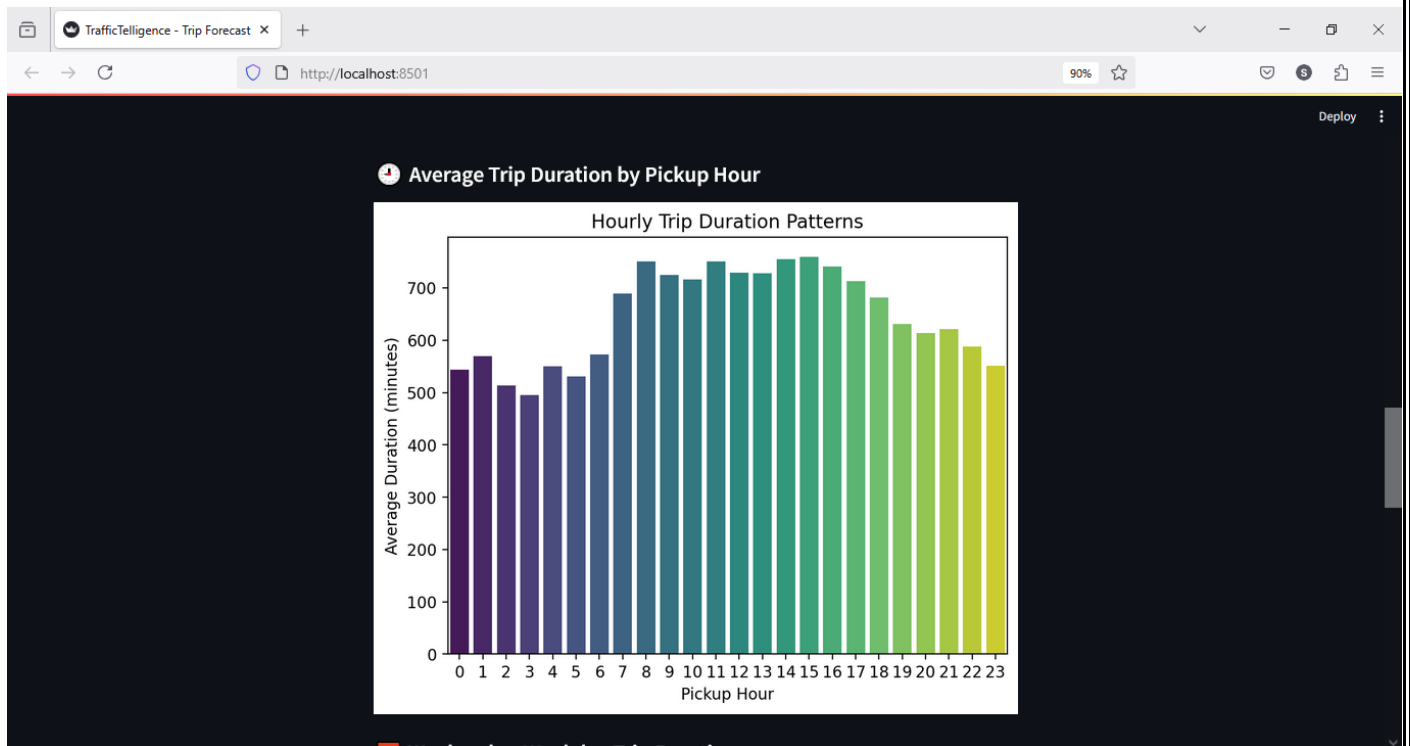 TrafficTelligence - Trip Forecast
http://localhost:8501
90%
S
Deploy
Average Trip Duration by Pickup Hour
Hourly Trip Duration Patterns
700
600
500
400
300
200
100
0
Average Duration (minutes)
0 1 2 3 4 5 6 7 8 9 10 11 12 13 14 15 16 17 18 19 20 21 22 23
Pickup Hour